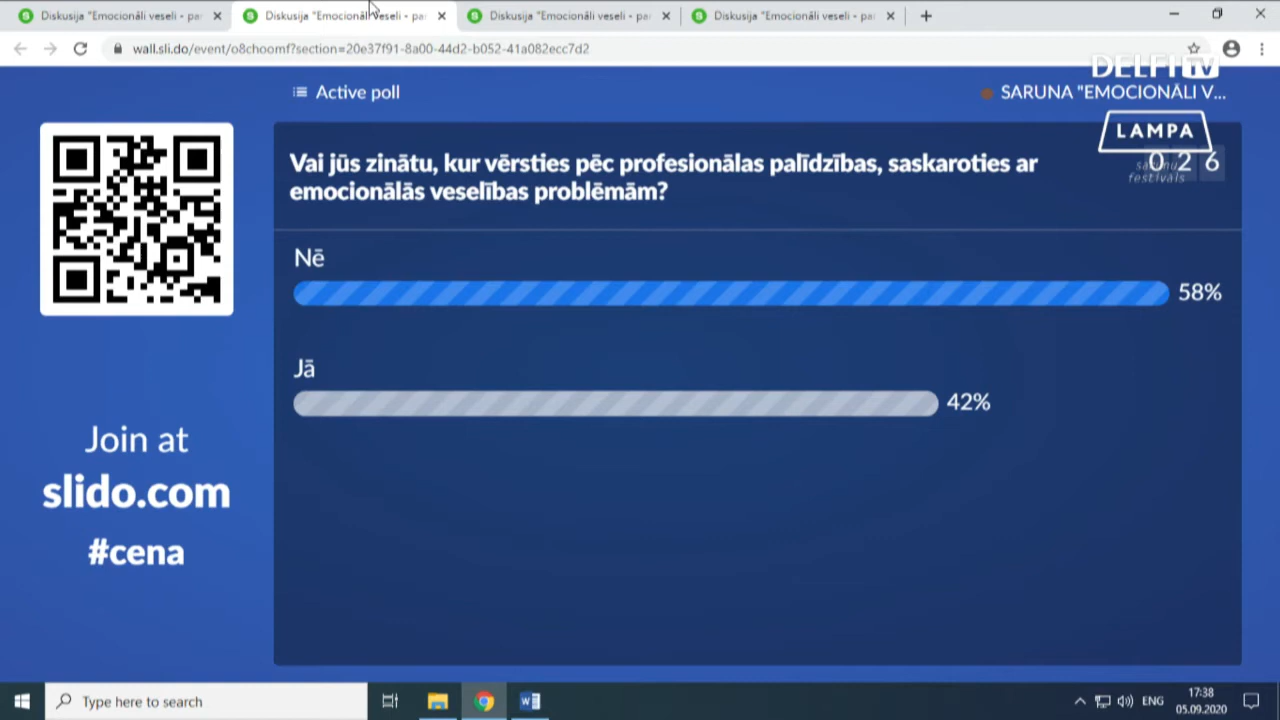 Diskusija "Emocionāli veseli - pa
Diskusija "Emocionāli veseli - pa
Diskusija "Emocionāli veseli - pa
Diskusija "Emocionāli veseli - pa
wall.sli.do/event/o8choomf?section=20e37f91-8a00-44d2-b052-41a082ecc7d2
DELFI TV
Active poll
SARUNA "EMOCIONĀLI V...
LAMPA
sarunu
festivāls
026
Vai jūs zinātu, kur vērsties pēc profesionālas palīdzības, saskaroties ar
emocionālās veselības problēmām?
Nē
58%
Jā
42%
Join at
slido.com
#cena
Type here to search
ENG
17:38
05.09.2020